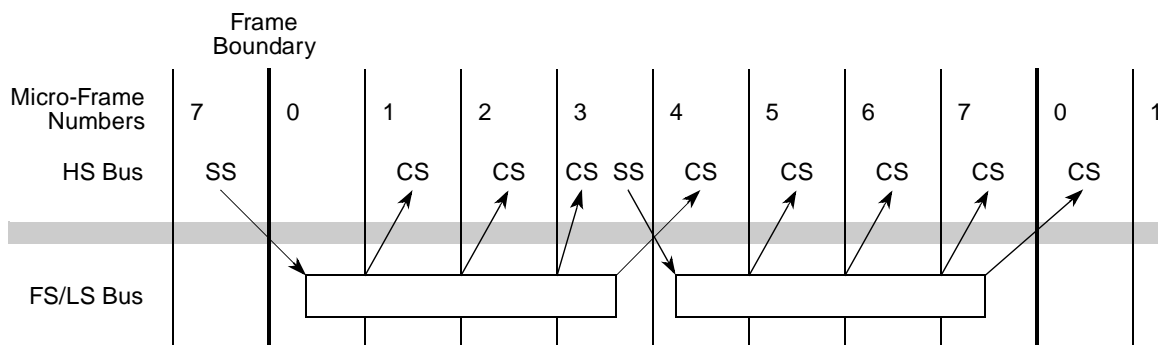 Frame
Boundary
Micro-Frame
Numbers
7 0 1 2 3 4 5 6 7 0 1
HS Bus SS CS CS CS SS CS CS CS CS CS
FS/LS Bus